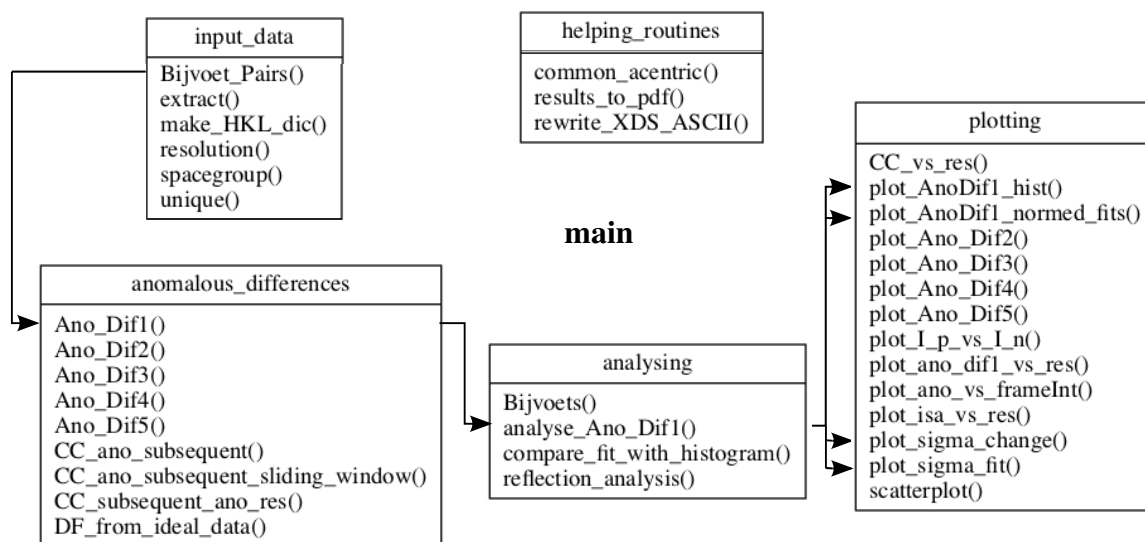 input_data
Bijvoet_Pairs()
extract()
make_HKL_dic()
resolution()
spacegroup()
unique()
helping_routines
common_acentric()
results_to_pdf()
rewrite_XDS_ASCII()
main
anomalous_differences
Ano_Dif1()
Ano_Dif2()
Ano_Dif3()
Ano_Dif4()
Ano_Dif5()
CC_ano_subsequent()
CC_ano_subsequent_sliding_window()
CC_subsequent_ano_res()
DF_from_ideal_data()
analysing
Bijvoets()
analyse_Ano_Dif1()
compare_fit_with_histogram()
reflection_analysis()
plotting
CC_vs_res()
plot_AnoDif1_hist()
plot_AnoDif1_normed_fits()
plot_Ano_Dif2()
plot_Ano_Dif3()
plot_Ano_Dif4()
plot_Ano_Dif5()
plot_I_p_vs_I_n()
plot_ano_dif1_vs_res()
plot_ano_vs_frameInt()
plot_isa_vs_res()
plot_sigma_change()
plot_sigma_fit()
scatterplot()